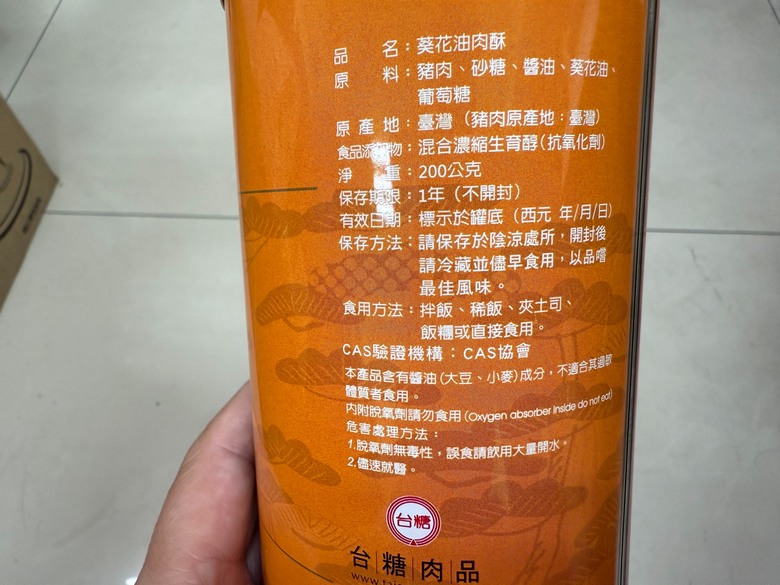 品名：葵花油肉酥
原料：豬肉、砂糖、醬油、葵花油、
葡萄糖
原產地：臺灣（豬肉原產地：臺灣）
食品添加物：混合濃縮生育醇(抗氧化劑)
淨重：200公克
保存期限：1年（不開封）
有效日期：標示於罐底（西元 年/月/日）
保存方法：請保存於陰涼處所，開封後
請冷藏並儘早食用，以品嚐
最佳風味。
食用方法：拌飯、稀飯、夾土司、
飯糰或直接食用。
CAS驗證機構：CAS協會
本產品含有醬油(大豆、小麥)成分，不適合其過敏
體質者食用。
內附脫氧劑請勿食用(Oxygen absorber inside do not eat)
危害處理方法：
1.脫氧劑無毒性，誤食請飲用大量開水。
2.儘速就醫。
台糖
台糖肉品